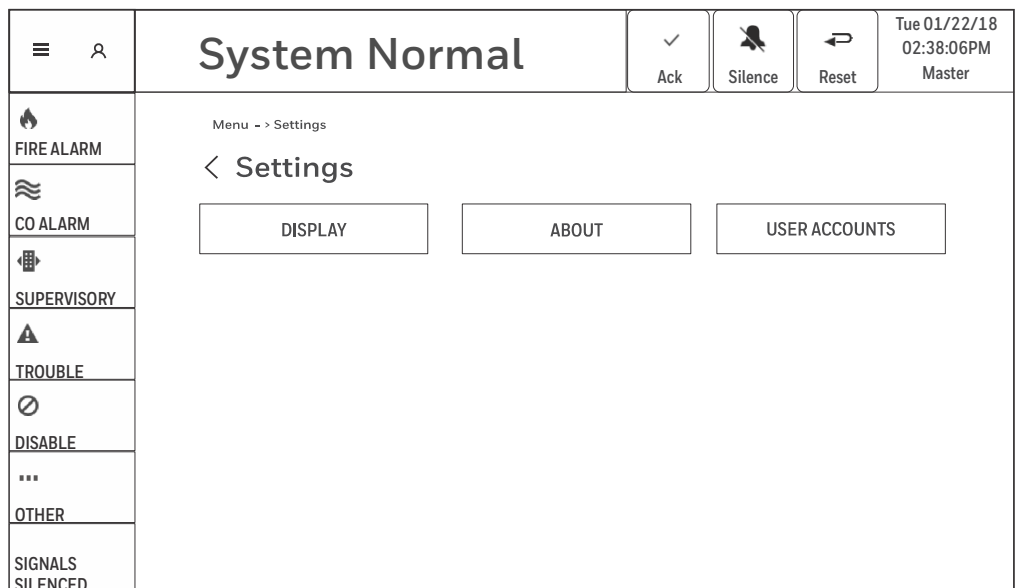 System Normal
Ack
Silence
Reset
Tue 01/22/18
02:38:06PM
Master
FIRE ALARM
CO ALARM
SUPERVISORY
TROUBLE
DISABLE
OTHER
SIGNALS
SILENCED
Menu -> Settings
< Settings
DISPLAY
ABOUT
USER ACCOUNTS